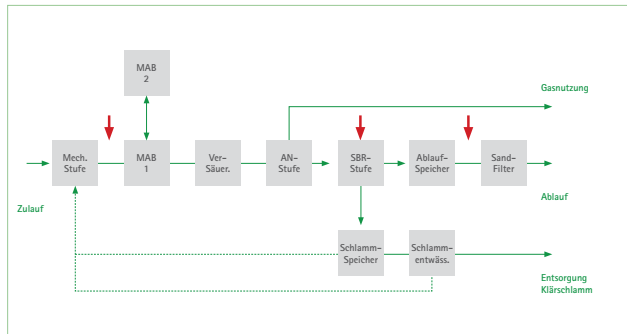 MAB
2
Gasnutzung
Mech.
Stufe
MAB
1
Ver-
Säuer.
AN-
Stufe
SBR-
Stufe
Ablauf-
Speicher
Sand-
Filter
Zulauf
Ablauf
Schlamm-
Speicher
Schlamm-
entwäss.
Entsorgung
Klärschlamm